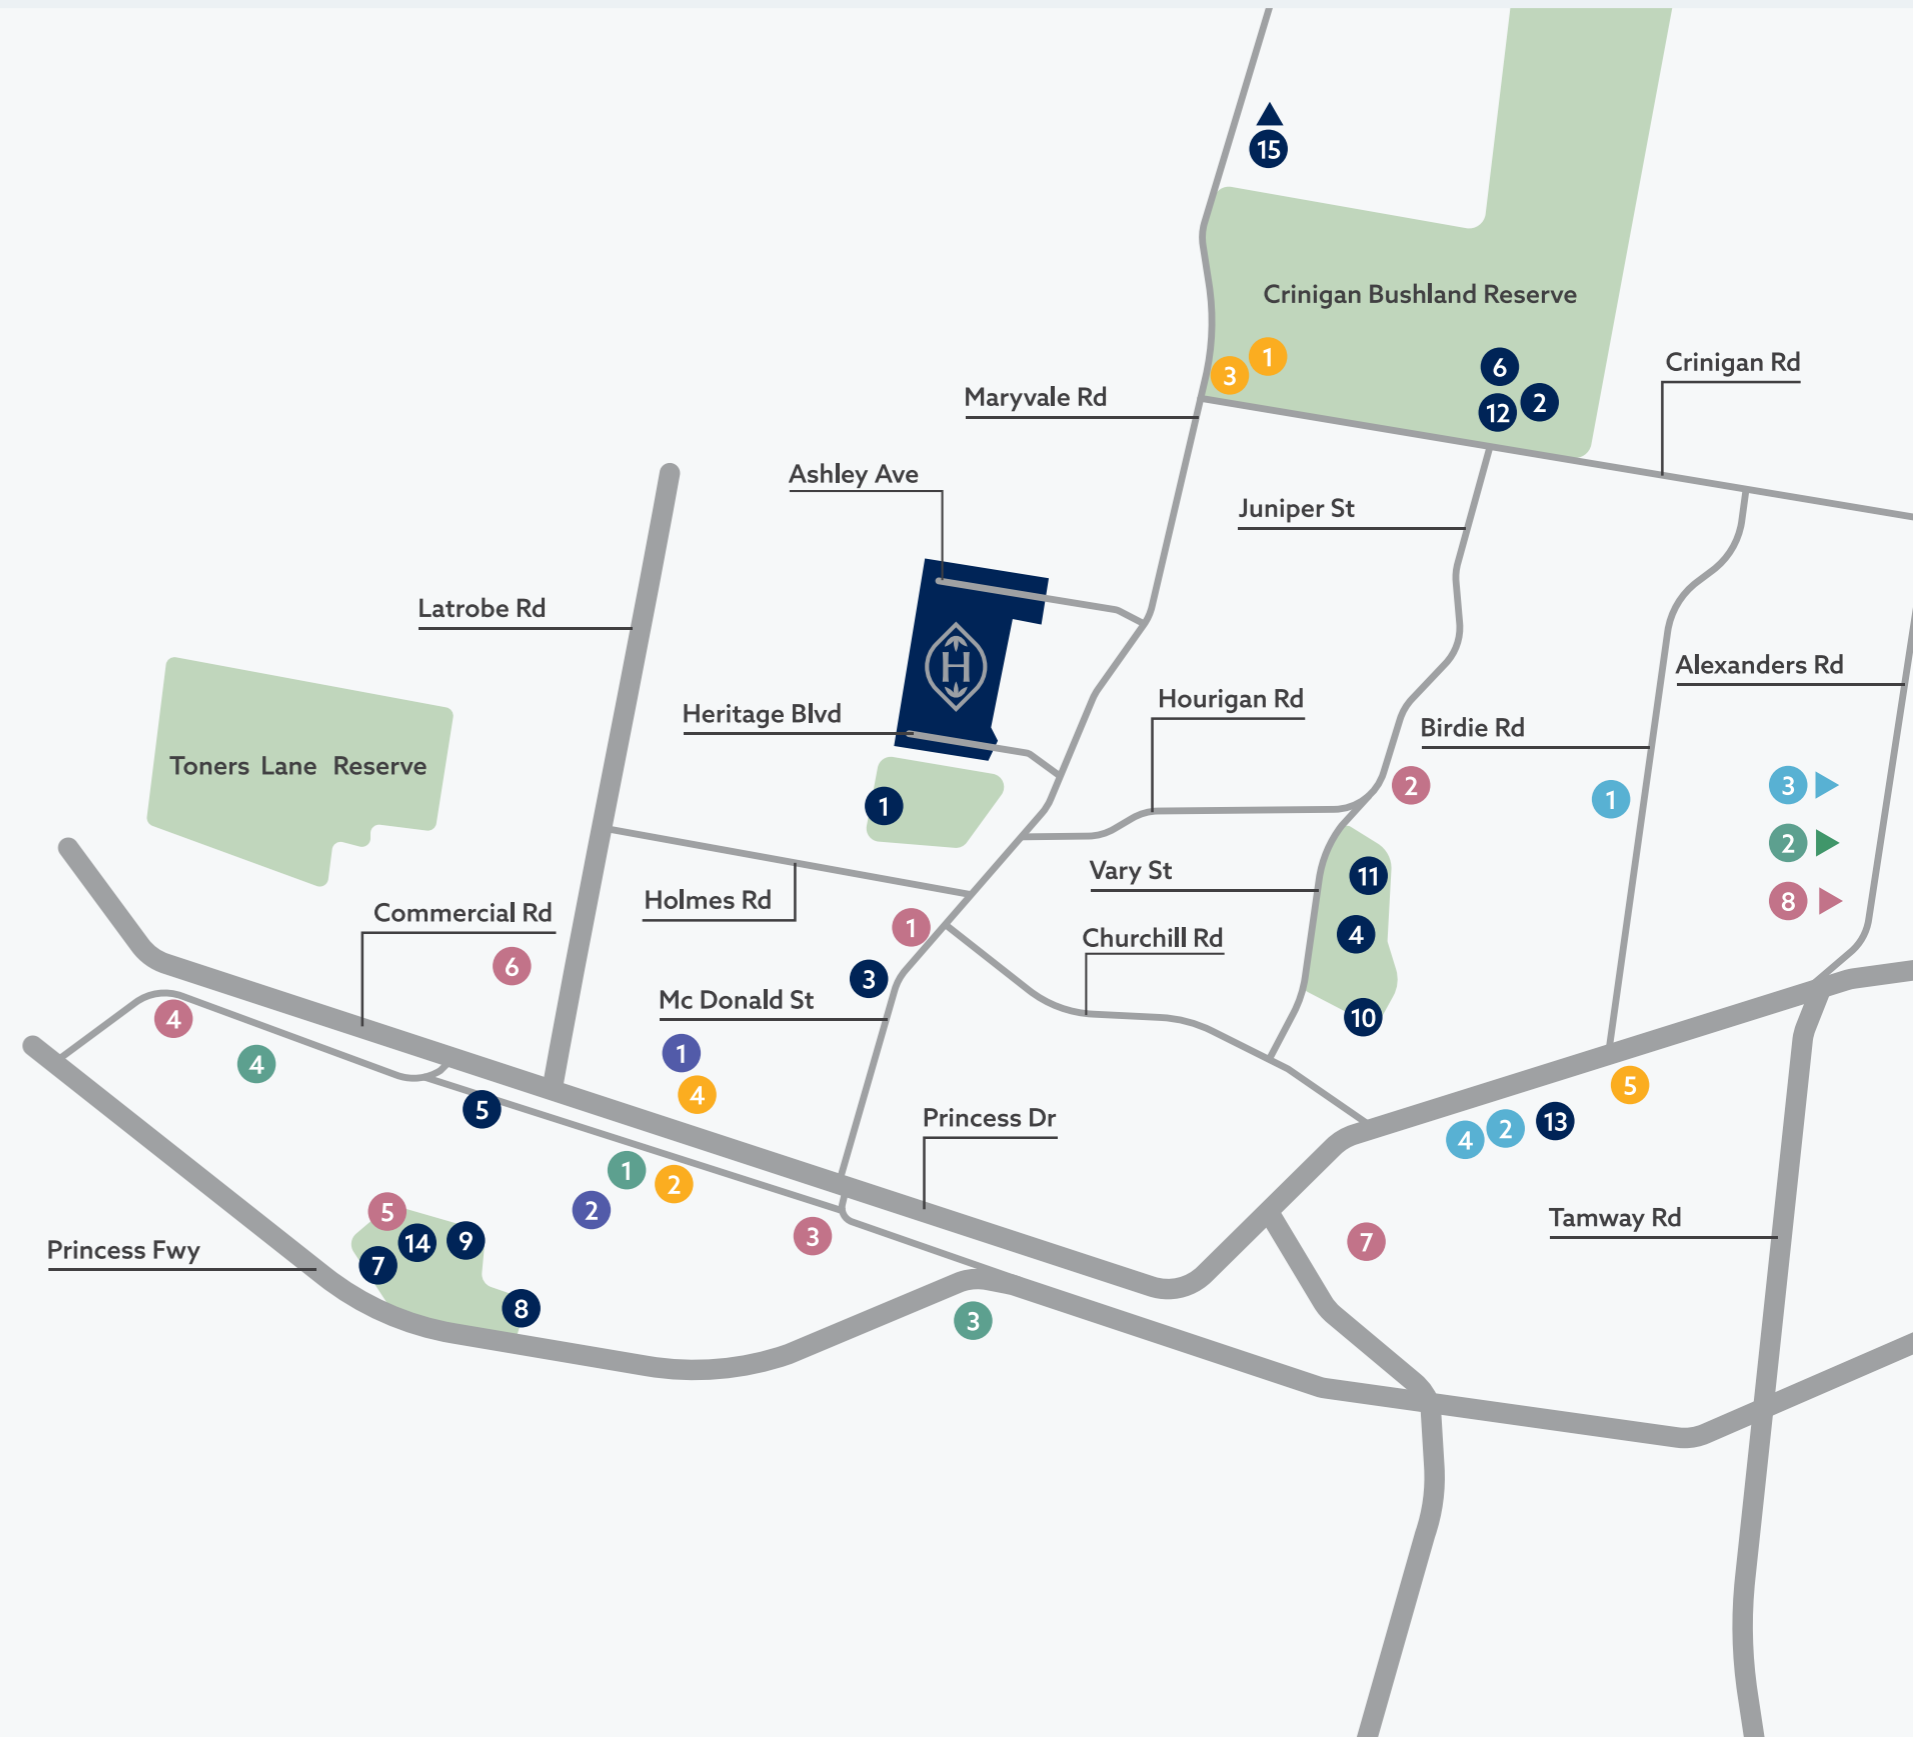 15
Crinigan Bushland Reserve
1
3
6
2
12
Crinigan Rd
Maryvale Rd
Ashley Ave
Juniper St
Latrobe Rd
H
Alexanders Rd
Hourigan Rd
Heritage Blvd
Birdie Rd
Toners Lane Reserve
2
1
3
1
2
11
Vary St
8
Holmes Rd
Commercial Rd
1
4
Churchill Rd
6
3
Mc Donald St
4
10
1
4
4
5
5
Princess Dr
13
2
4
1
2
2
5
Tamway Rd
3
7
14
9
Princess Fwy
7
8
3